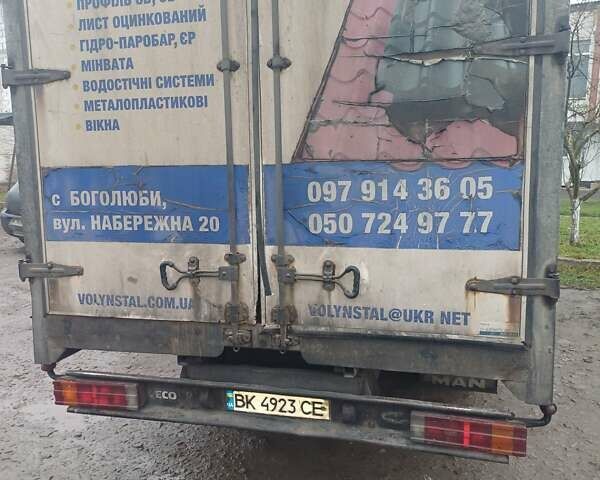 ПРОФІЛЬ
ЛИСТ ОЦИНКОВАНИЙ
ГІДРО-ПАРОБАР, ЄР
МІНВАТА
ВОДОСТІЧНІ СИСТЕМИ
МЕТАЛОПЛАСТИКОВІ
ВІКНА
с БОГОЛЮБИ,
вул. НАБЕРЕЖНА 20
097 914 36 05
050 724 97 77
VOLYNSTAL.COM.UA
VOLYNSTAL@UKR NET
MAN
ECO
BK 4923 CE